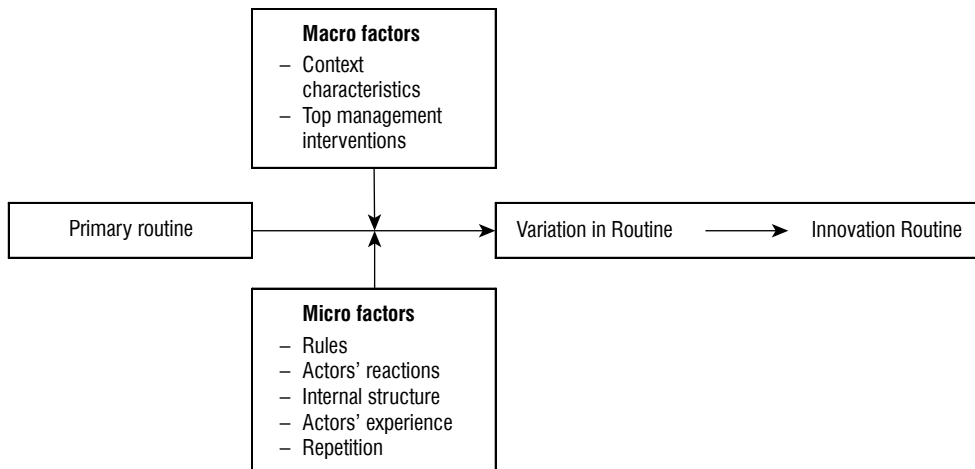 Macro factors
– Context
characteristics
– Top management
interventions
Primary routine
Variation in Routine
Innovation Routine
Micro factors
– Rules
– Actors’ reactions
– Internal structure
– Actors’ experience
– Repetition